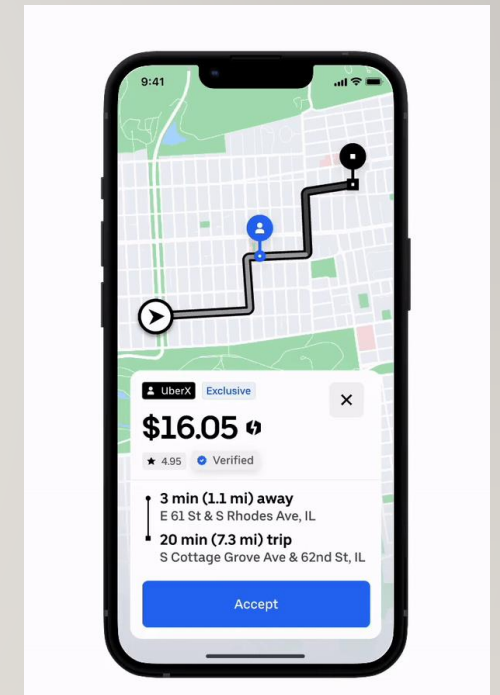 9:41
UberX Exclusive
$16.05
4.95 Verified
3 min (1.1 mi) away
E 61 St & S Rhodes Ave, IL
20 min (7.3 mi) trip
S Cottage Grove Ave & 62nd St, IL
Accept